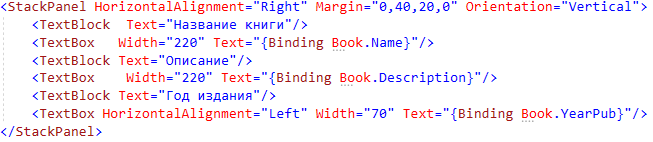 <StackPanel HorizontalAlignment="Right" Margin="0,40,20,0" Orientation="Vertical">
    <TextBlock  Text="Название книги"/>
    <TextBox   Width="220" Text="{Binding Book.Name}"/>
    <TextBlock Text="Описание"/>
    <TextBox    Width="220" Text="{Binding Book.Description}"/>
    <TextBlock Text="Год издания"/>
    <TextBox HorizontalAlignment="Left" Width="70" Text="{Binding Book.YearPub}"/>
</StackPanel>